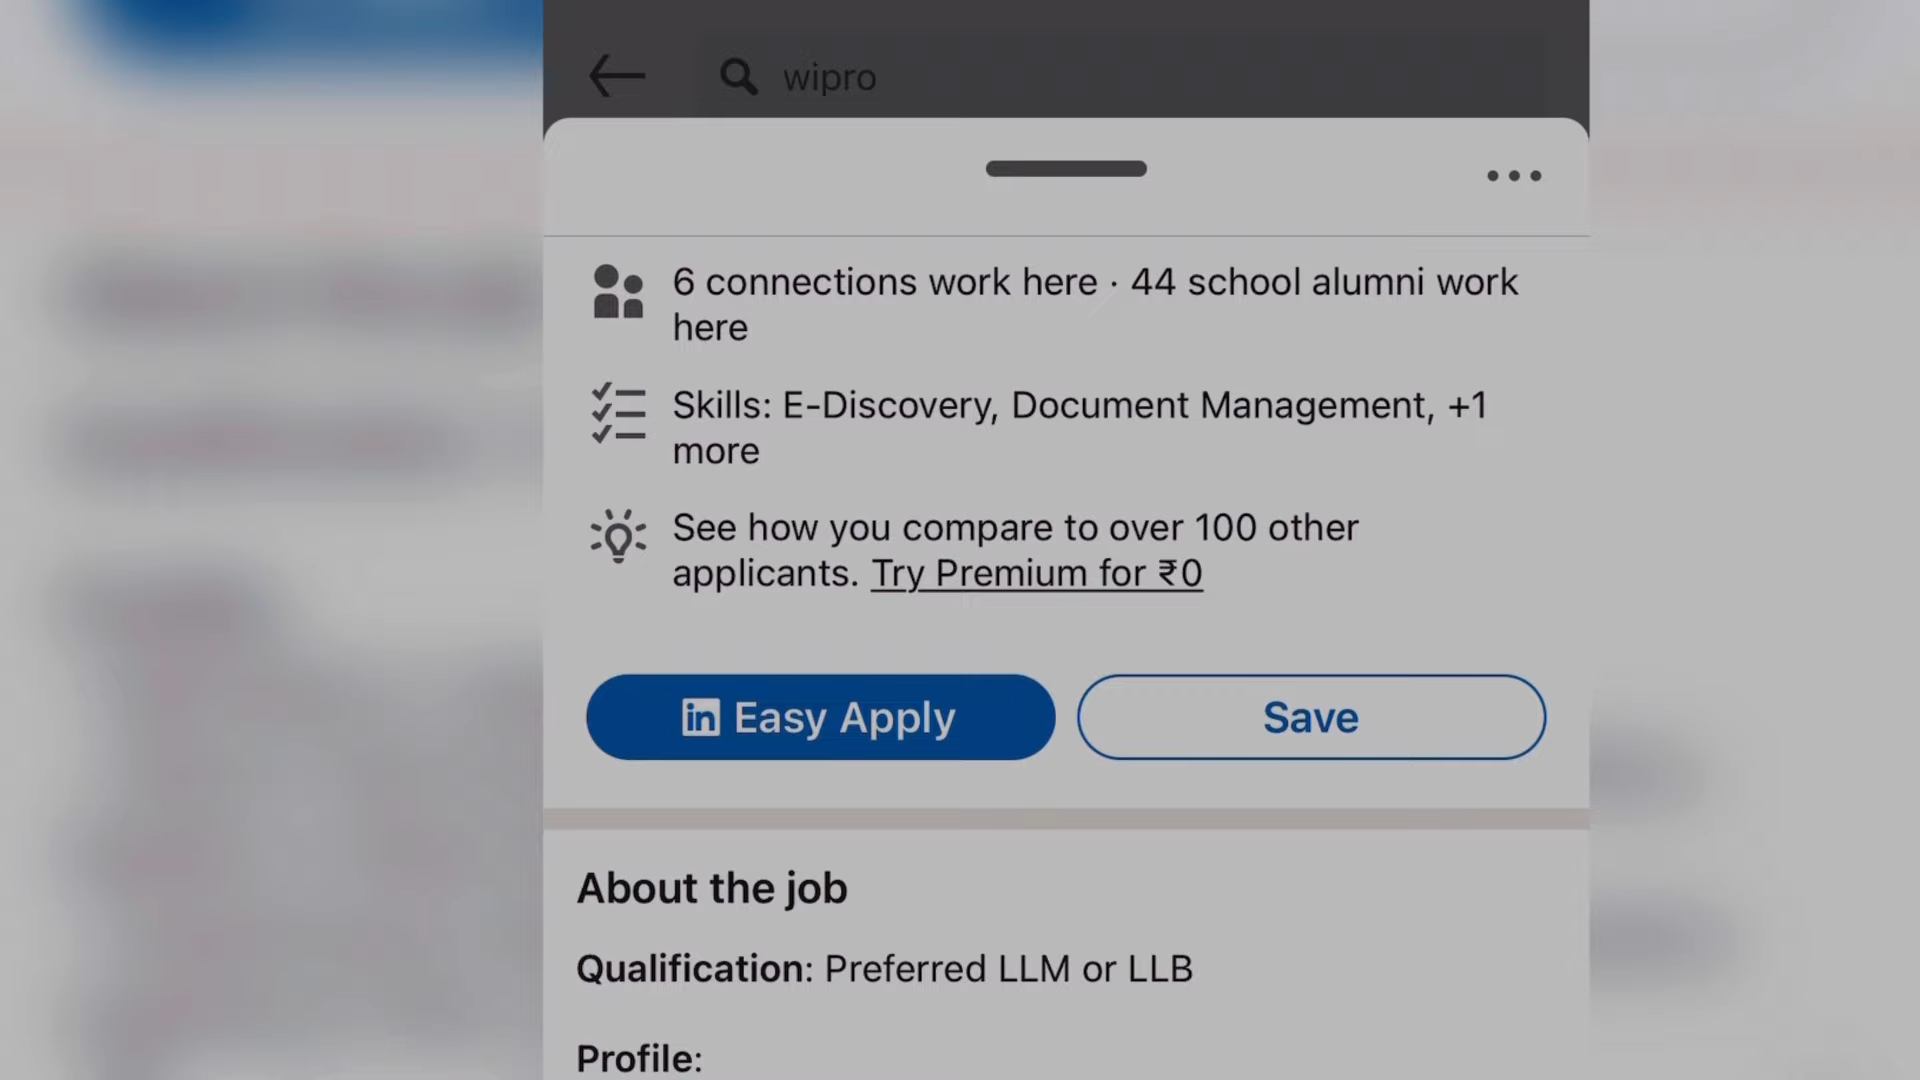 wipro
6 connections work here · 44 school alumni work
here
Skills: E-Discovery, Document Management, +1
more
See how you compare to over 100 other
applicants. Try Premium for ₹0
in Easy Apply
Save
About the job
Qualification: Preferred LLM or LLB
Profile: